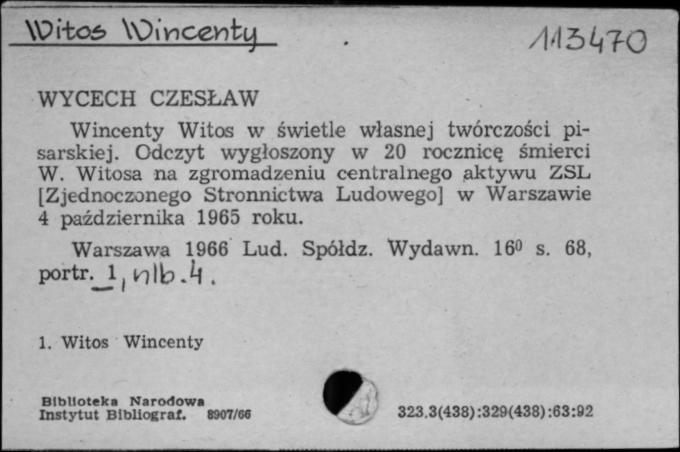 Witos Wincenty
113470
WYCECH CZESŁAW
Wincenty Witos w świetle własnej twórczości pi-
sarskiej. Odczyt wygłoszony w 20 rocznicę śmierci
W. Witosa na zgromadzeniu centralnego aktywu ZSL
[Zjednoczonego Stronnictwa Ludowego] w Warszawie
4 października 1965 roku.
Warszawa 1966 Lud. Spółdz. Wydawn. 16⁰ s. 68,
portr. 1, nlb. 4.
1. Witos Wincenty
Biblioteka Narodowa
Instytut Bibliograf. 8907/66
323.3(438):329(438):63:92